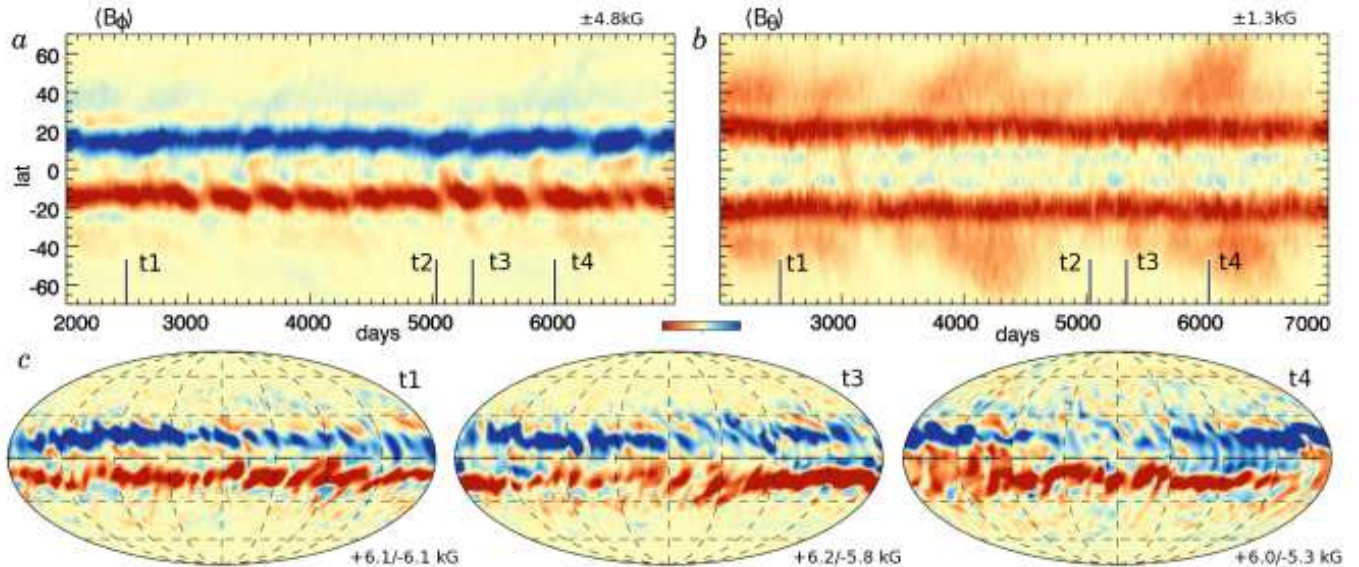 ⟨Bϕ⟩ ±4.8kG
a
60
40
20
0
-20
-40
-60
lat
t1 t2 t3 t4
2000 3000 4000 5000 6000
days
⟨Bθ⟩ ±1.3kG
b
t1 t2 t3 t4
3000 4000 5000 6000 7000
days
c
t1 t3 t4
+6.1/-6.1 kG +6.2/-5.8 kG +6.0/-5.3 kG